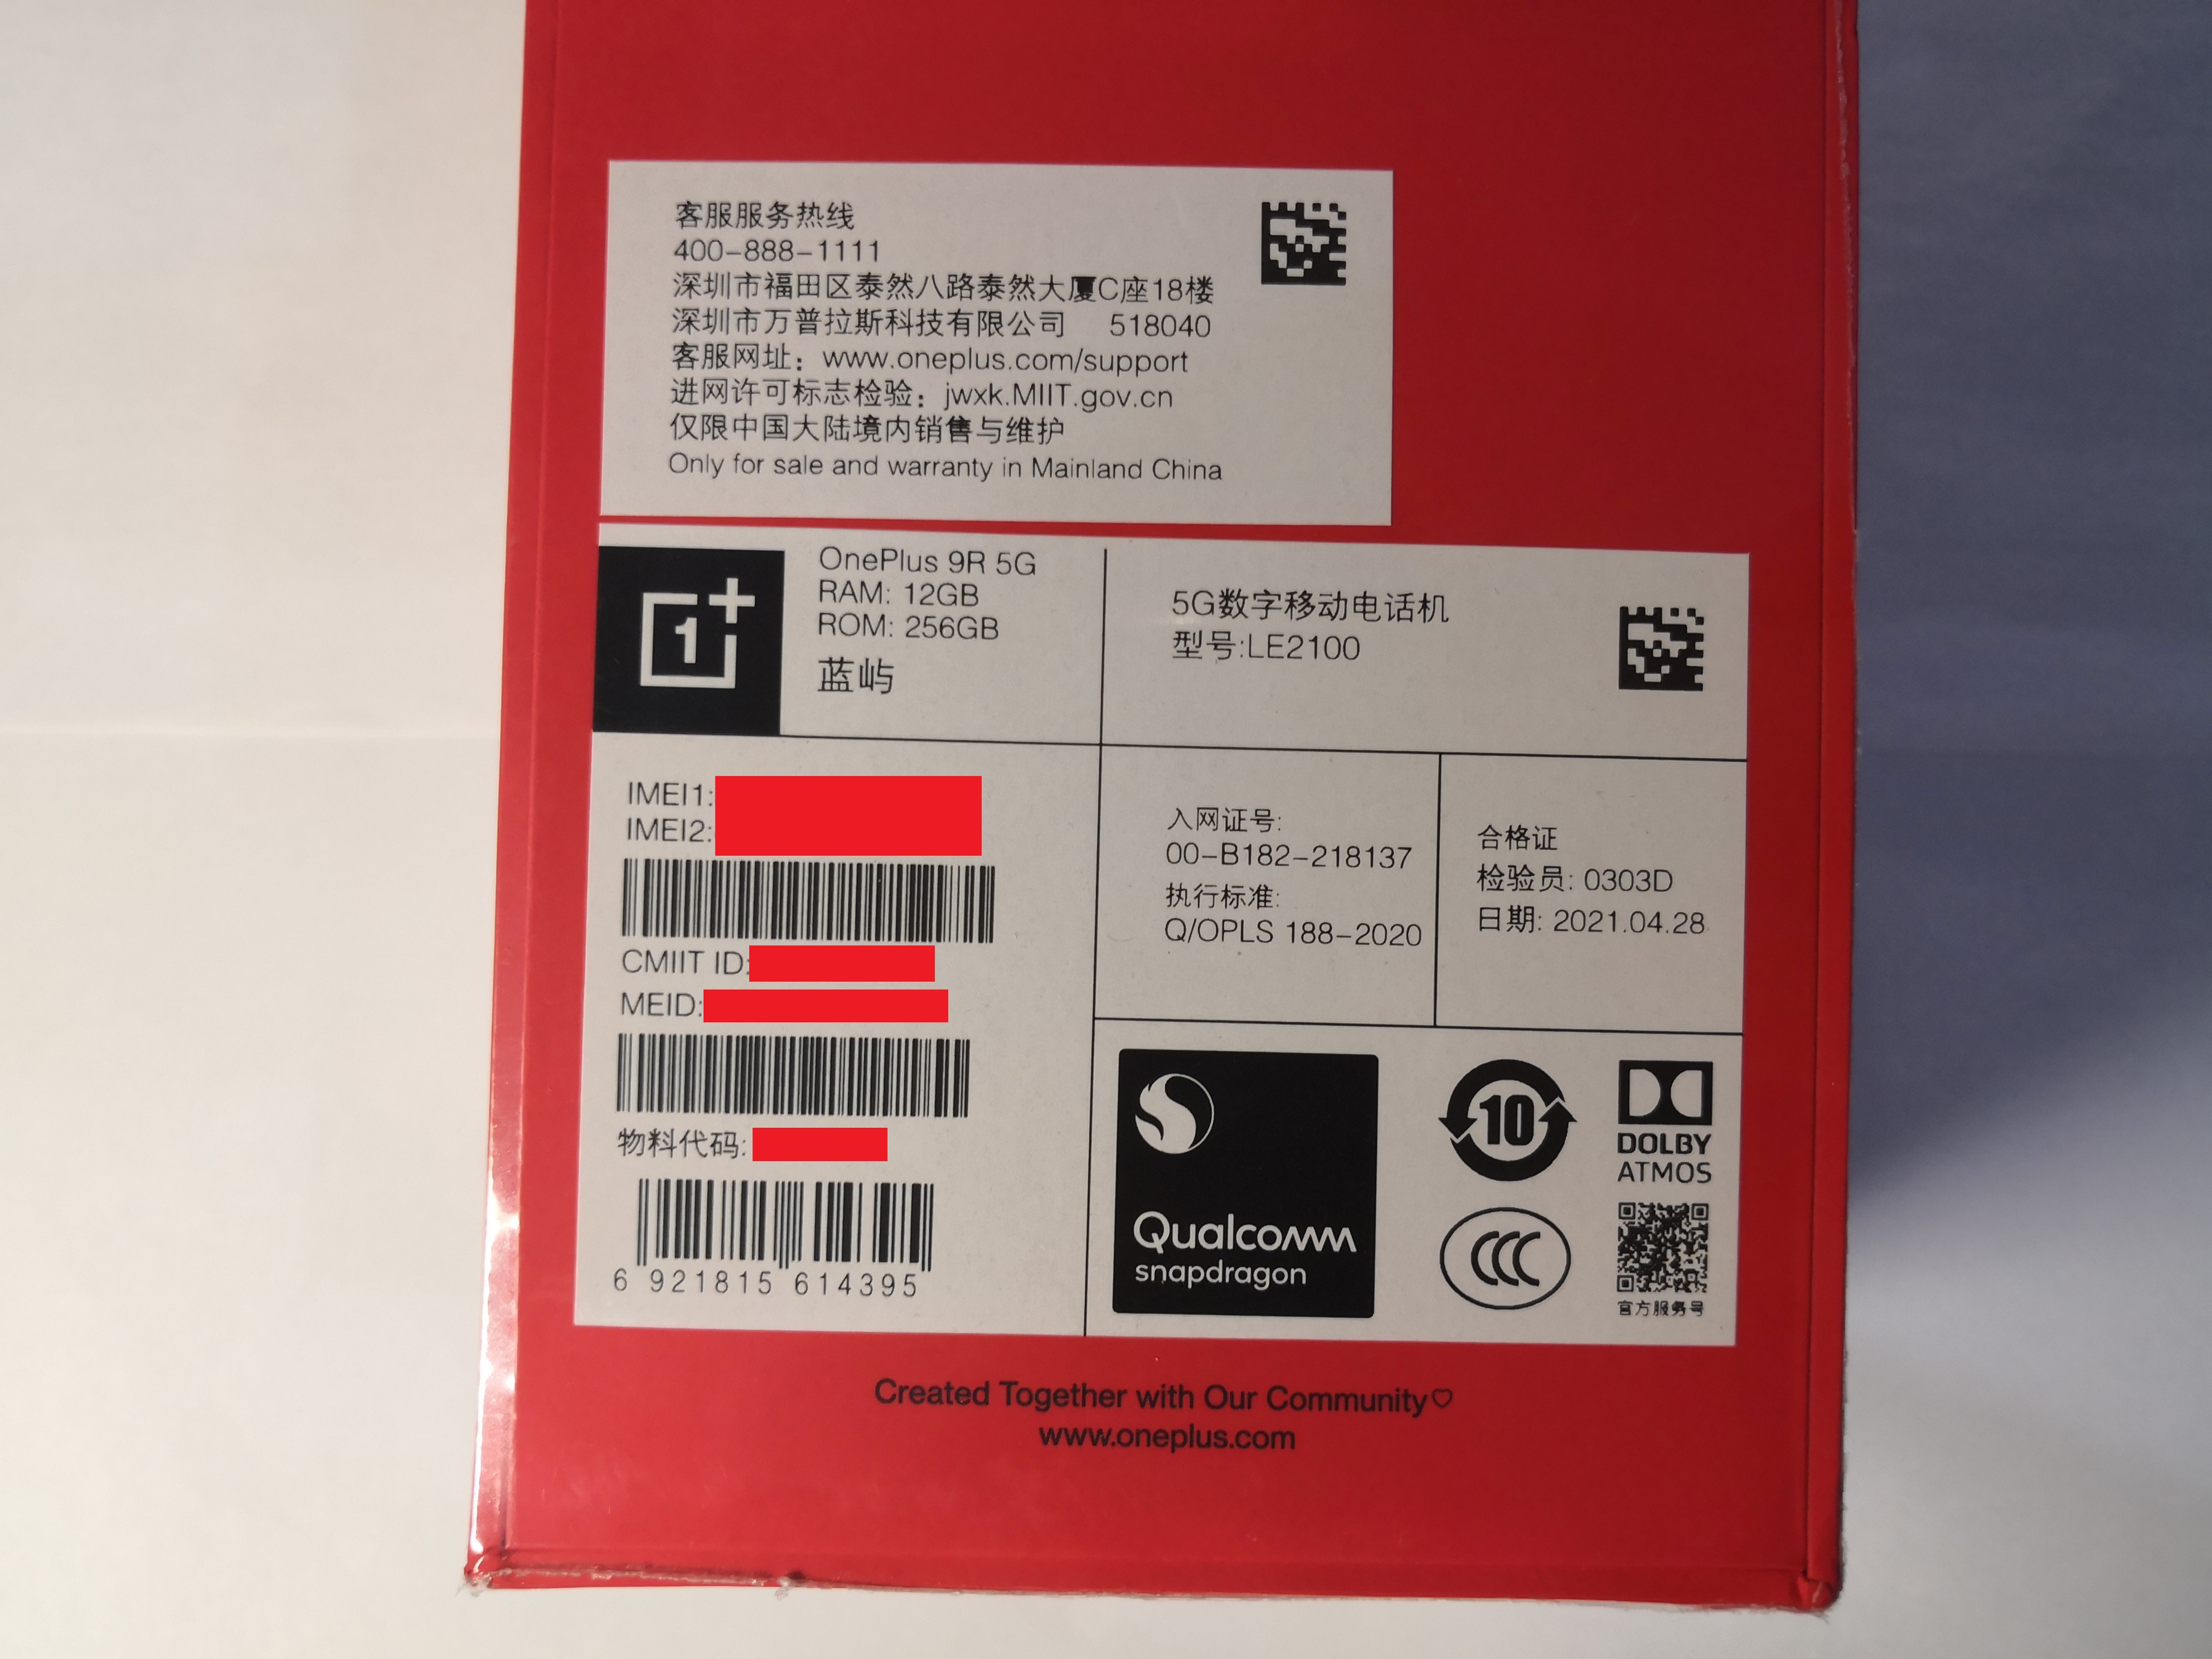 客服服务热线
400-888-1111
深圳市福田区泰然八路泰然大厦C座18楼
深圳市万普拉斯科技有限公司 518040
客服网址：www.oneplus.com/support
进网许可标志检验：jwxk.MIIT.gov.cn
仅限中国大陆境内销售与维护
Only for sale and warranty in Mainland China
1+
OnePlus 9R 5G
RAM: 12GB
ROM: 256GB
蓝屿
5G数字移动电话机
型号:LE2100
IMEI1:
IMEI2:
CMIIT ID:
MEID:
物料代码:
6 921815 614395
入网证号:
00-B182-218137
执行标准:
Q/OPLS 188-2020
合格证
检验员: 0303D
日期: 2021.04.28
Qualcomm
snapdragon
10
DOLBY
ATMOS
CCC
官方服务号
Created Together with Our Community♡
www.oneplus.com